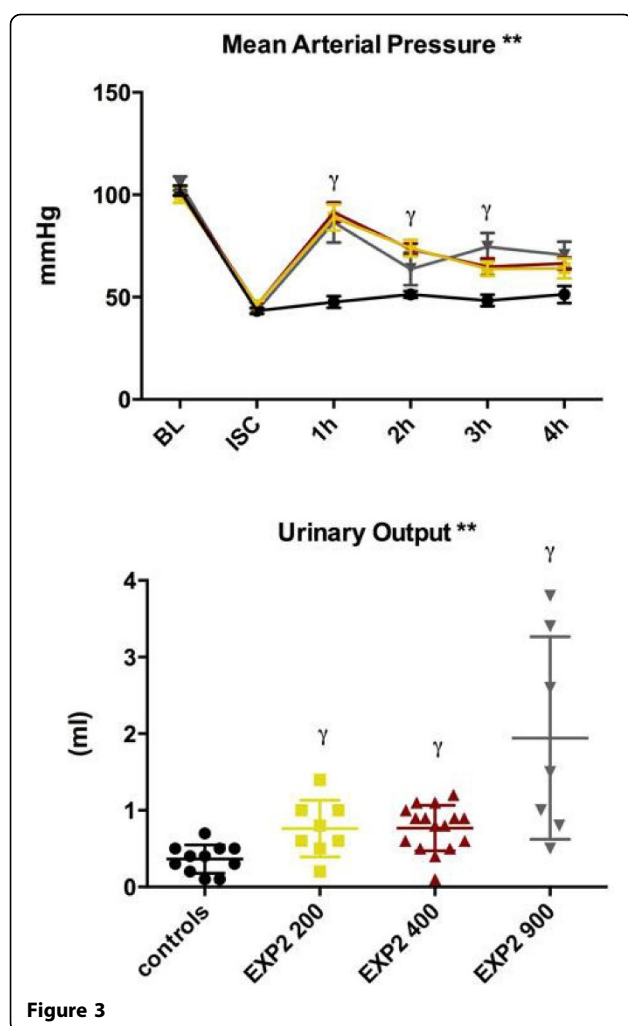 Mean Arterial Pressure **
150
100
50
0
mmHg
γ
γ
γ
BL
ISC
1h
2h
3h
4h
Urinary Output **
4
3
2
1
0
(ml)
γ
γ
γ
controls
EXP2 200
EXP2 400
EXP2 900
Figure 3